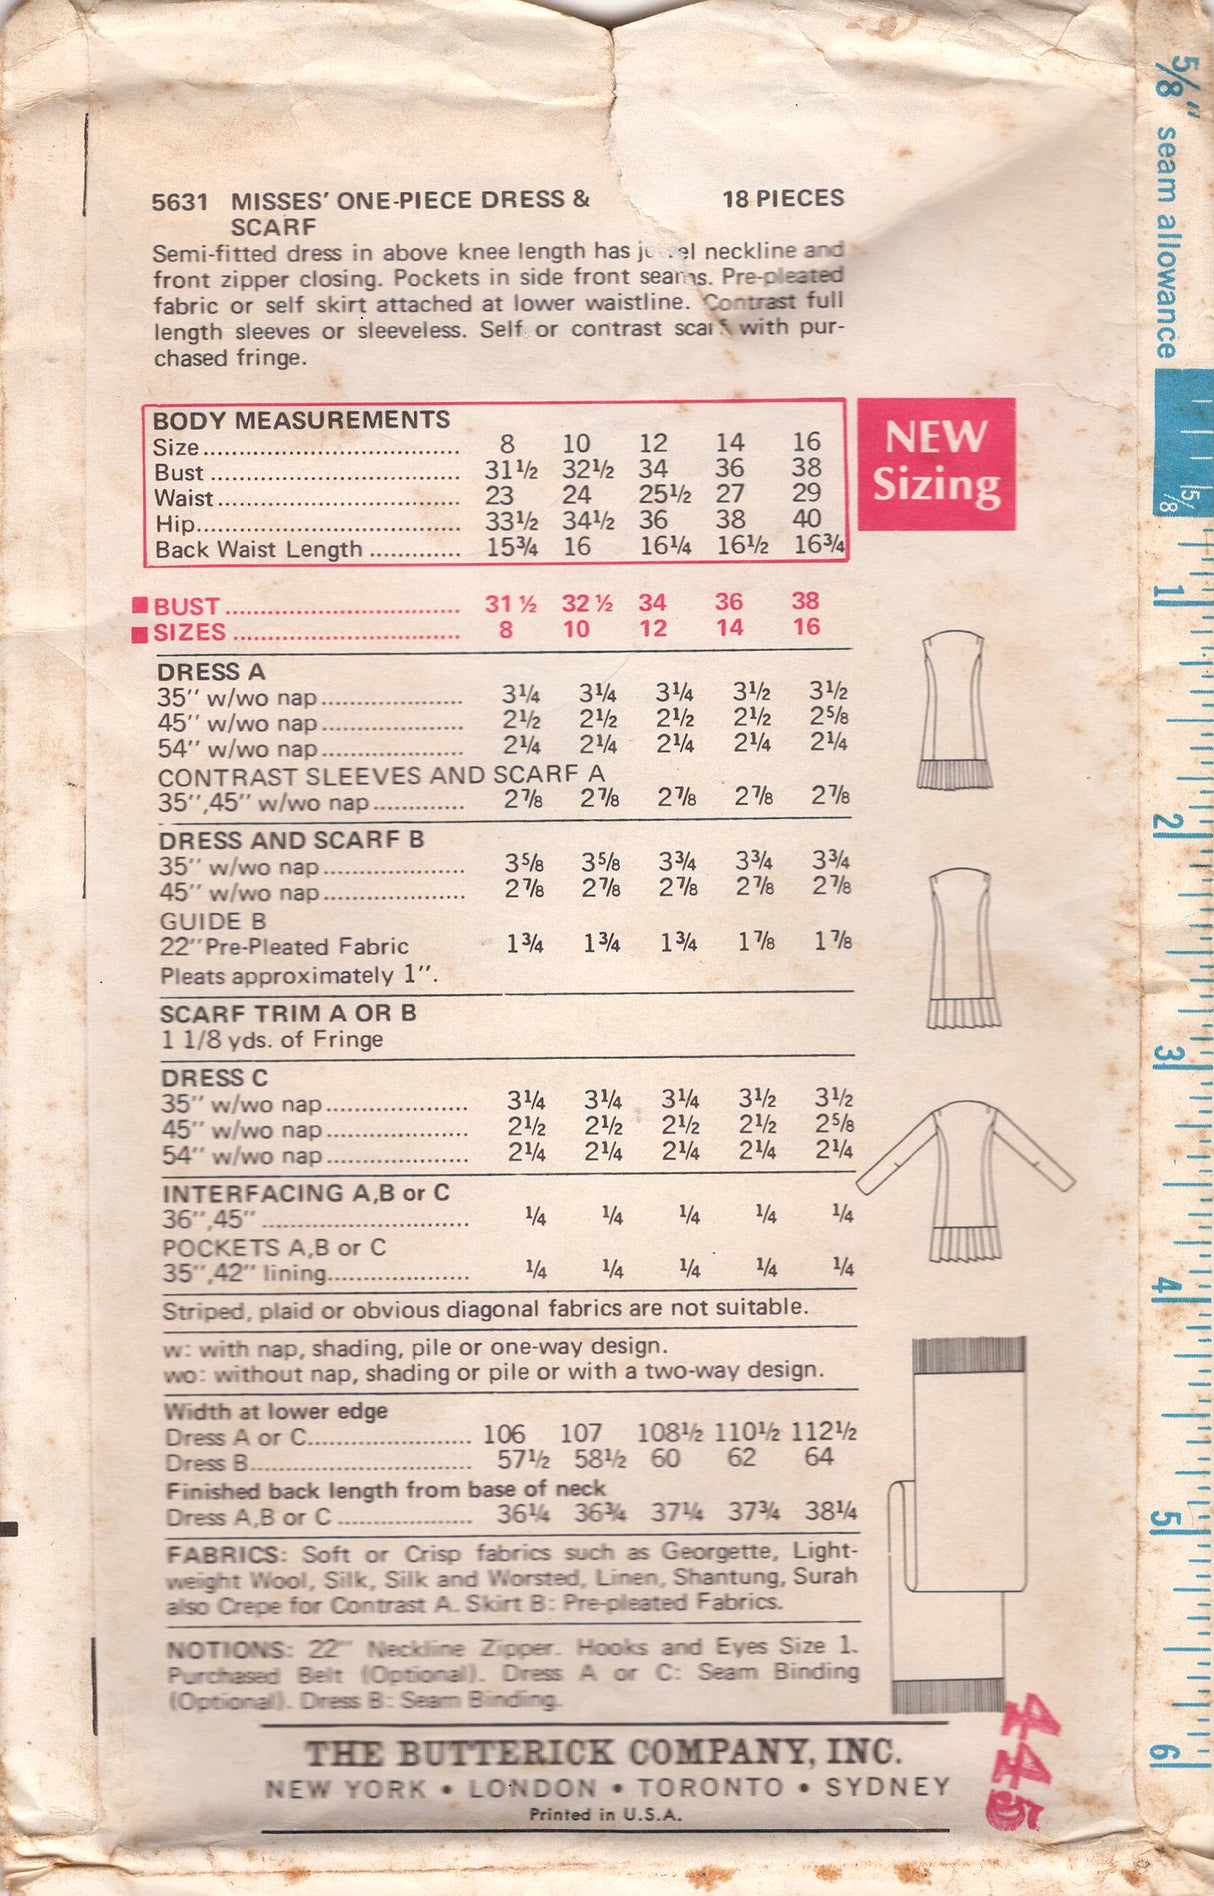 5631 MISSES' ONE-PIECE DRESS & 18 PIECES
SCARF
Semi-fitted dress in above knee length has jewel neckline and
front zipper closing. Pockets in side front seams. Pre-pleated
fabric or self skirt attached at lower waistline. Contrast full
length sleeves or sleeveless. Self or contrast scarf with pur-
chased fringe.
BODY MEASUREMENTS
Size 8 10 12 14 16
Bust 31½ 32½ 34 36 38
Waist 23 24 25½ 27 29
Hip 33½ 34½ 36 38 40
Back Waist Length 15¾ 16 16¼ 16½ 16¾
NEW
Sizing
BUST 31½ 32½ 34 36 38
SIZES 8 10 12 14 16
DRESS A
35" w/wo nap 3¼ 3¼ 3¼ 3½ 3½
45" w/wo nap 2½ 2½ 2½ 2½ 2⅝
54" w/wo nap 2¼ 2¼ 2¼ 2¼ 2¼
CONTRAST SLEEVES AND SCARF A
35",45" w/wo nap 2⅞ 2⅞ 2⅞ 2⅞ 2⅞
DRESS AND SCARF B
35" w/wo nap 3⅝ 3⅝ 3¾ 3¾ 3¾
45" w/wo nap 2⅞ 2⅞ 2⅞ 2⅞ 2⅞
GUIDE B
22" Pre-Pleated Fabric 1¾ 1¾ 1¾ 1⅞ 1⅞
Pleats approximately 1".
SCARF TRIM A OR B
1 1/8 yds. of Fringe
DRESS C
35" w/wo nap 3¼ 3¼ 3¼ 3½ 3½
45" w/wo nap 2½ 2½ 2½ 2½ 2⅝
54" w/wo nap 2¼ 2¼ 2¼ 2¼ 2¼
INTERFACING A,B or C
36",45" ¼ ¼ ¼ ¼ ¼
POCKETS A,B or C
35",42" lining ¼ ¼ ¼ ¼ ¼
Striped, plaid or obvious diagonal fabrics are not suitable.
w: with nap, shading, pile or one-way design.
wo: without nap, shading or pile or with a two-way design.
Width at lower edge
Dress A or C 106 107 108½ 110½ 112½
Dress B 57½ 58½ 60 62 64
Finished back length from base of neck
Dress A,B or C 36¼ 36¾ 37¼ 37¾ 38¼
FABRICS: Soft or Crisp fabrics such as Georgette, Light-
weight Wool, Silk, Silk and Worsted, Linen, Shantung, Surah
also Crepe for Contrast A. Skirt B: Pre-pleated Fabrics.
NOTIONS: 22" Neckline Zipper. Hooks and Eyes Size 1.
Purchased Belt (Optional). Dress A or C: Seam Binding
(Optional). Dress B: Seam Binding.
THE BUTTERICK COMPANY, INC.
NEW YORK • LONDON • TORONTO • SYDNEY
Printed in U.S.A.
445
5/8" seam allowance
5/8
1
2
3
4
5
6